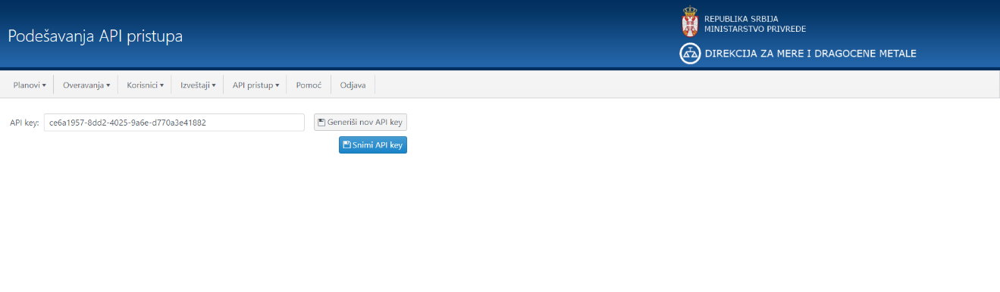 Podešavanja API pristupa
REPUBLIKA SRBIJA
MINISTARSTVO PRIVREDE
DIREKCIJA ZA MERE I DRAGOCENE METALE
Planovi Overavanja Korisnici Izveštaji API pristup Pomoć Odjava
API key: ce6a1957-8dd2-4025-9a6e-d770a3e41882 Generiši nov API key
Snimi API key